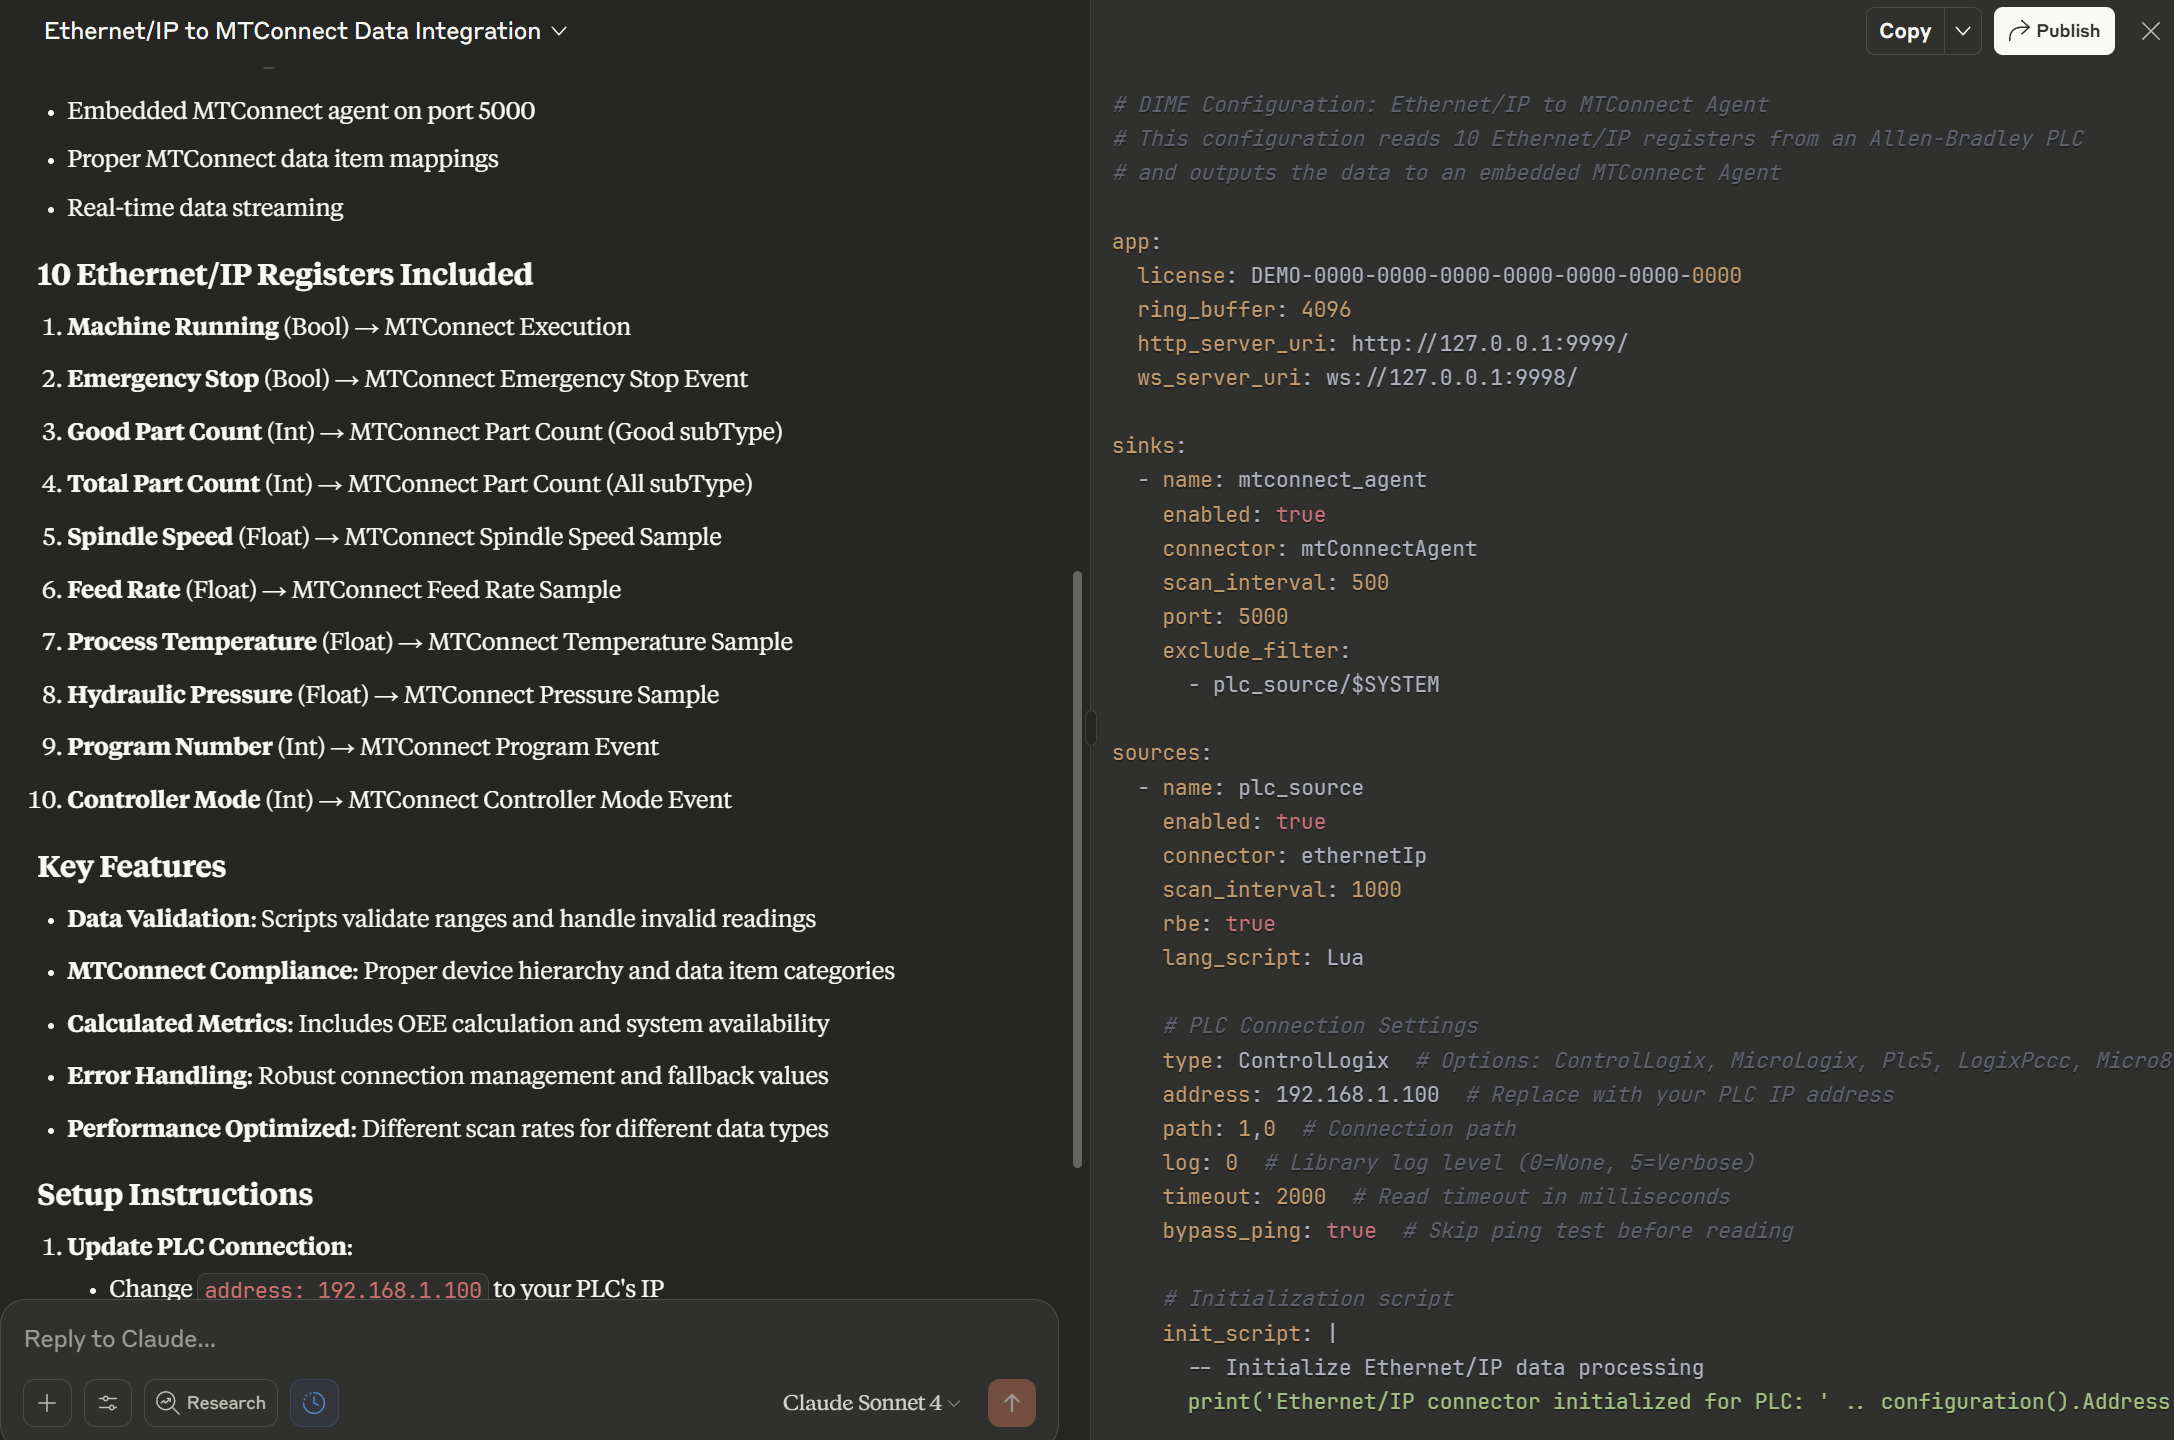 Ethernet/IP to MTConnect Data Integration
• Embedded MTConnect agent on port 5000
• Proper MTConnect data item mappings
• Real-time data streaming
10 Ethernet/IP Registers Included
1. Machine Running (Bool) → MTConnect Execution
2. Emergency Stop (Bool) → MTConnect Emergency Stop Event
3. Good Part Count (Int) → MTConnect Part Count (Good subType)
4. Total Part Count (Int) → MTConnect Part Count (All subType)
5. Spindle Speed (Float) → MTConnect Spindle Speed Sample
6. Feed Rate (Float) → MTConnect Feed Rate Sample
7. Process Temperature (Float) → MTConnect Temperature Sample
8. Hydraulic Pressure (Float) → MTConnect Pressure Sample
9. Program Number (Int) → MTConnect Program Event
10. Controller Mode (Int) → MTConnect Controller Mode Event
Key Features
• Data Validation: Scripts validate ranges and handle invalid readings
• MTConnect Compliance: Proper device hierarchy and data item categories
• Calculated Metrics: Includes OEE calculation and system availability
• Error Handling: Robust connection management and fallback values
• Performance Optimized: Different scan rates for different data types
Setup Instructions
1. Update PLC Connection:
• Change address: 192.168.1.100 to your PLC's IP
Reply to Claude...
Research
Claude Sonnet 4
Copy
Publish
# DIME Configuration: Ethernet/IP to MTConnect Agent
# This configuration reads 10 Ethernet/IP registers from an Allen-Bradley PLC
# and outputs the data to an embedded MTConnect Agent
app:
license: DEMO-0000-0000-0000-0000-0000-0000-0000
ring_buffer: 4096
http_server_uri: http://127.0.0.1:9999/
ws_server_uri: ws://127.0.0.1:9998/
sinks:
- name: mtconnect_agent
enabled: true
connector: mtConnectAgent
scan_interval: 500
port: 5000
exclude_filter:
- plc_source/$SYSTEM
sources:
- name: plc_source
enabled: true
connector: ethernetIp
scan_interval: 1000
rbe: true
lang_script: Lua
# PLC Connection Settings
type: ControlLogix # Options: ControlLogix, MicroLogix, Plc5, LogixPccc, Micro8
address: 192.168.1.100 # Replace with your PLC IP address
path: 1,0 # Connection path
log: 0 # Library log level (0=None, 5=Verbose)
timeout: 2000 # Read timeout in milliseconds
bypass_ping: true # Skip ping test before reading
# Initialization script
init_script: |
-- Initialize Ethernet/IP data processing
print('Ethernet/IP connector initialized for PLC: ' .. configuration().Address